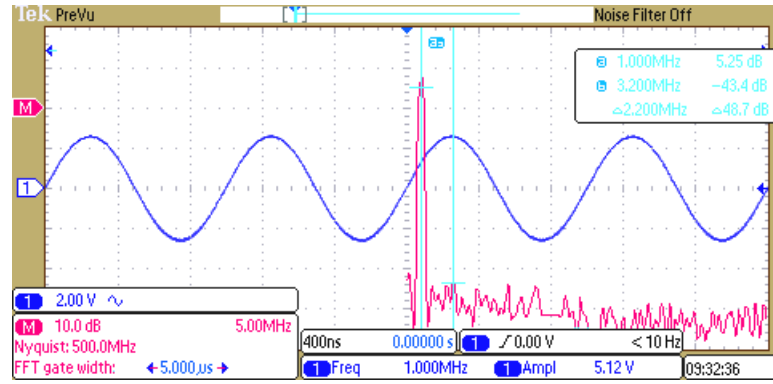 Tek PreVu Noise Filter Off
a b
a 1.000MHz 5.25 dB
b 3.200MHz −43.4 dB
△2.200MHz △48.7 dB
M
1
1 2.00 V ∿
M 10.0 dB 5.00MHz
Nyquist: 500.0MHz
FFT gate width: 5.000µs
400ns 0.00000 s 1 ∫ 0.00 V <10 Hz
1 Freq 1.000MHz 1 Ampl 5.12 V 09:32:36